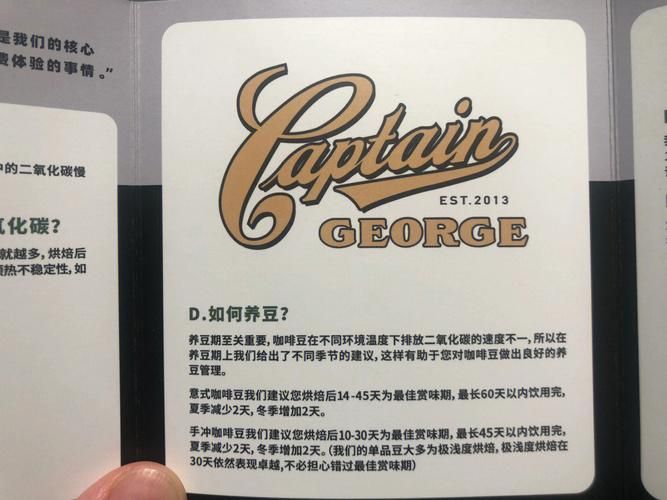 是我们的核心
费体验的事情。”
中的二氧化碳慢
氧化碳？
就越多，烘焙后
预热不稳定性，如
Captain
EST.2013
GEORGE
D.如何养豆？
养豆期至关重要，咖啡豆在不同环境温度下排放二氧化碳的速度不一，所以在
养豆期上我们给出了不同季节的建议，这样有助于您对咖啡豆做出良好的养
豆管理。
意式咖啡豆我们建议您烘焙后14-45天为最佳赏味期，最长60天以内饮用完，
夏季减少2天，冬季增加2天。
手冲咖啡豆我们建议您烘焙后10-30天为最佳赏味期，最长45天以内饮用完，
夏季减少2天，冬季增加2天。（我们的单品豆大多为极浅度烘焙，极浅度烘焙在
30天依然表现卓越，不必担心错过最佳赏味期）